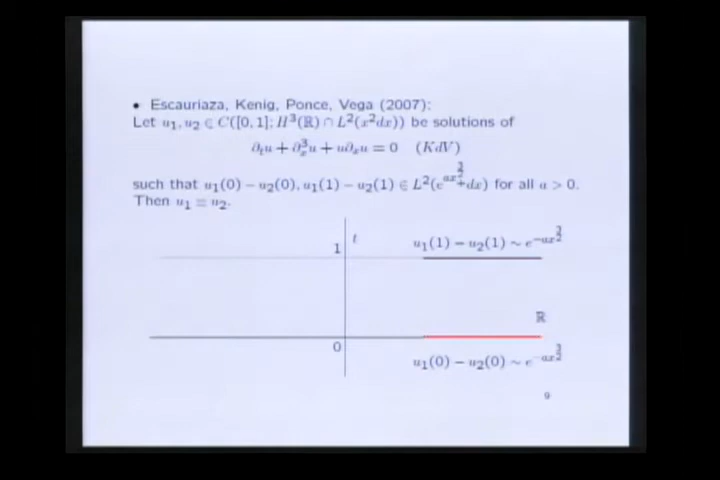 • Escauriaza, Kenig, Ponce, Vega (2007):
Let u₁, u₂ ∈ C([0, 1]; H³(ℝ) ∩ L²(x²dx)) be solutions of
∂ₜu + ∂ₓ³u + u∂ₓu = 0 (KdV)
such that u₁(0) − u₂(0), u₁(1) − u₂(1) ∈ L²(e^{ax₊^{3/2}}dx) for all a > 0.
Then u₁ ≡ u₂.
t
1
u₁(1) − u₂(1) ∼ e^{−ax^{3/2}}
ℝ
0
u₁(0) − u₂(0) ∼ e^{−ax^{3/2}}
9